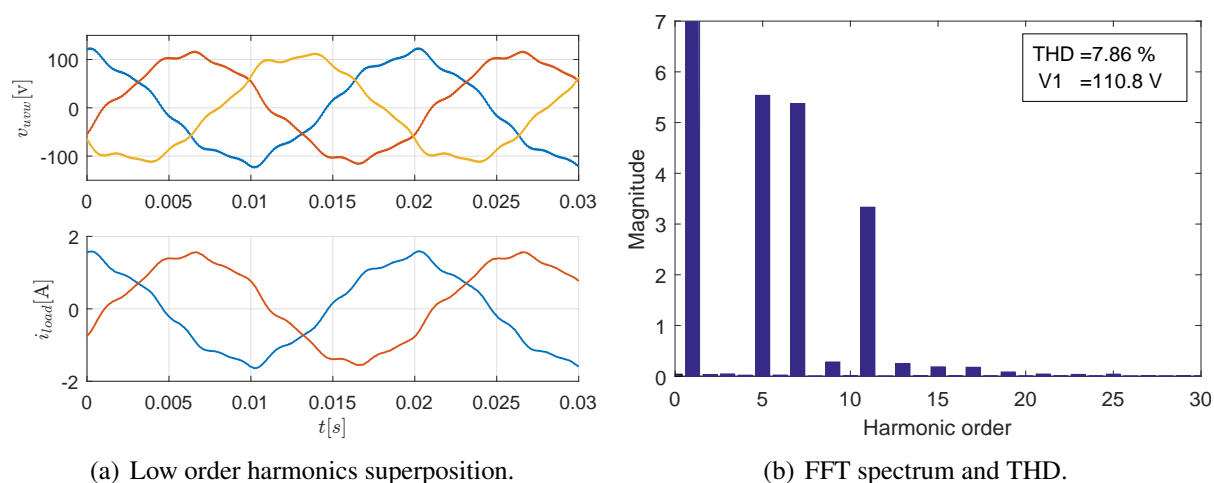 100
0
-100
v_{uvw}[v]
0 0.005 0.01 0.015 0.02 0.025 0.03
2
0
-2
i_{load}[A]
0 0.005 0.01 0.015 0.02 0.025 0.03
t[s]
(a) Low order harmonics superposition.
7
6
5
4
3
2
1
0
Magnitude
THD =7.86 %
V1 =110.8 V
0 5 10 15 20 25 30
Harmonic order
(b) FFT spectrum and THD.